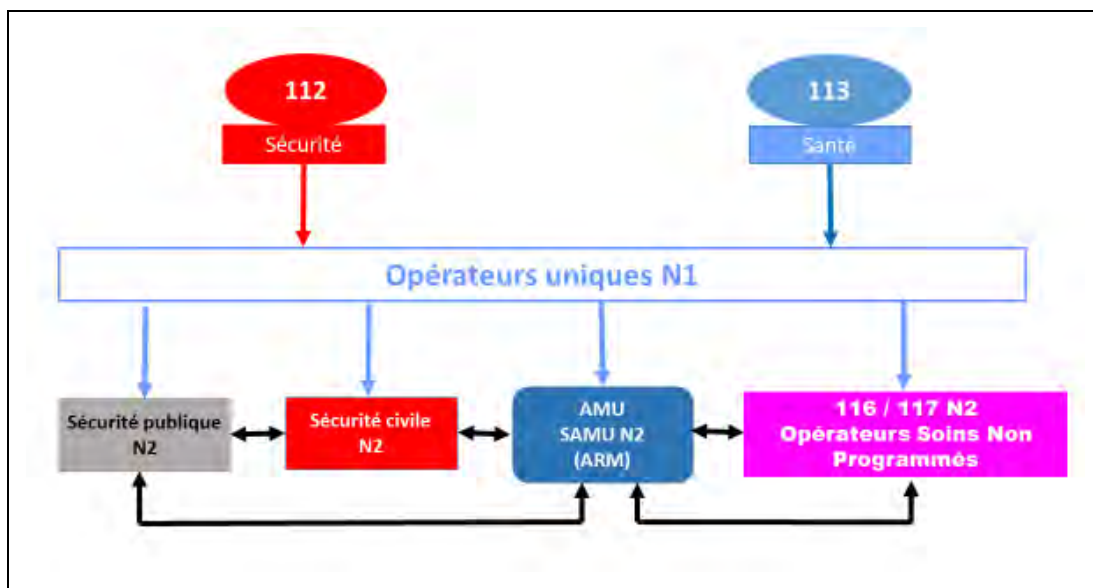 112
Sécurité
113
Santé
Opérateurs uniques N1
Sécurité publique
N2
Sécurité civile
N2
AMU
SAMU N2
(ARM)
116 / 117 N2
Opérateurs Soins Non
Programmés